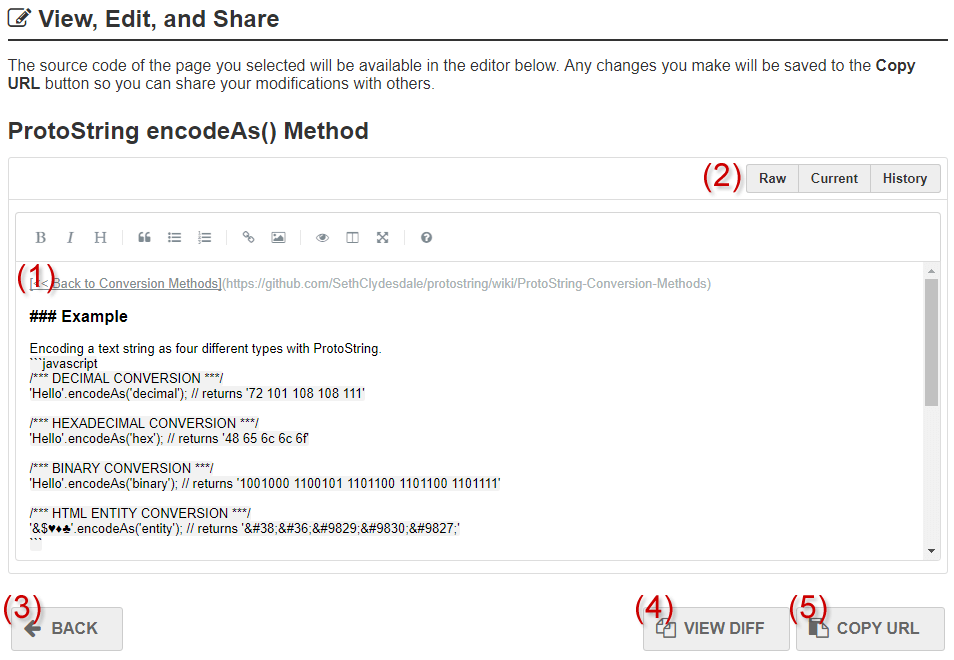 View, Edit, and Share
The source code of the page you selected will be available in the editor below. Any changes you make will be saved to the Copy
URL button so you can share your modifications with others.
ProtoString encodeAs() Method
(2) Raw Current History
B I H
(1)
[<< Back to Conversion Methods](https://github.com/SethClydesdale/protostring/wiki/ProtoString-Conversion-Methods)
### Example
Encoding a text string as four different types with ProtoString.
```javascript
/*** DECIMAL CONVERSION ***/
'Hello'.encodeAs('decimal'); // returns '72 101 108 108 111'
/*** HEXADECIMAL CONVERSION ***/
'Hello'.encodeAs('hex'); // returns '48 65 6c 6c 6f'
/*** BINARY CONVERSION ***/
'Hello'.encodeAs('binary'); // returns '1001000 1100101 1101100 1101100 1101111'
/*** HTML ENTITY CONVERSION ***/
'&$♥♦♣'.encodeAs('entity'); // returns '&#38;&#36;&#9829;&#9830;&#9827;'
```
(3) BACK (4) VIEW DIFF (5) COPY URL